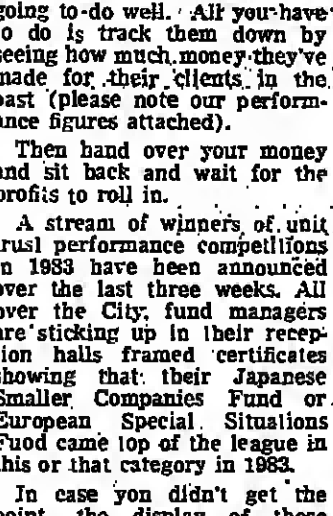 going to do well. All you have
to do is track them down by
seeing how much money they've
made for their clients in the
past (please note our perform-
ance figures attached).
Then hand over your money
and sit back and wait for the
profits to roll in.
A stream of winners of unit
trust performance competitions
in 1983 have been announced
over the last three weeks. All
over the City, fund managers
are sticking up in their recep-
tion halls framed certificates
showing that their Japanese
Smaller Companies Fund or
European Special Situations
Fund came top of the league in
this or that category in 1983.
In case you didn't get the
point, the display of these